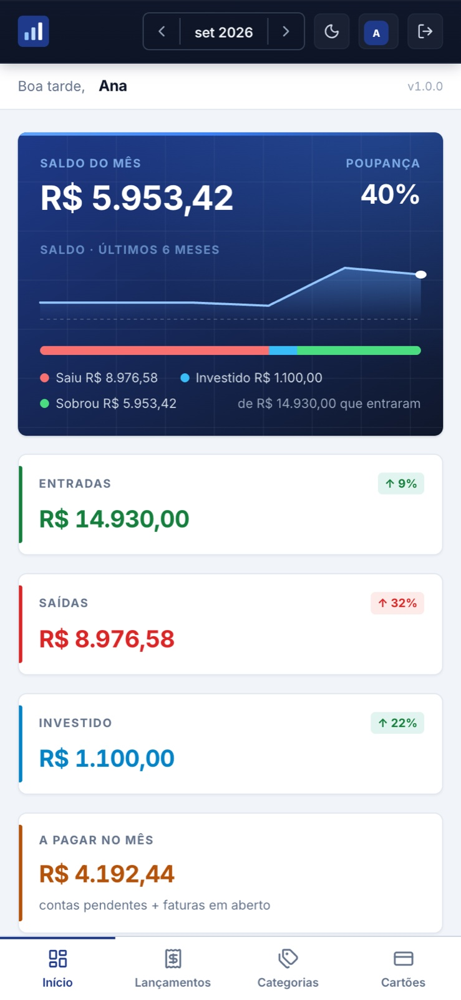 set 2026
A
Boa tarde, Ana
v1.0.0
SALDO DO MÊS
POUPANÇA
R$ 5.953,42
40%
SALDO · ÚLTIMOS 6 MESES
Saiu R$ 8.976,58
Investido R$ 1.100,00
Sobrou R$ 5.953,42
de R$ 14.930,00 que entraram
ENTRADAS
↑ 9%
R$ 14.930,00
SAÍDAS
↑ 32%
R$ 8.976,58
INVESTIDO
↑ 22%
R$ 1.100,00
A PAGAR NO MÊS
R$ 4.192,44
contas pendentes + faturas em aberto
Início
Lançamentos
Categorias
Cartões